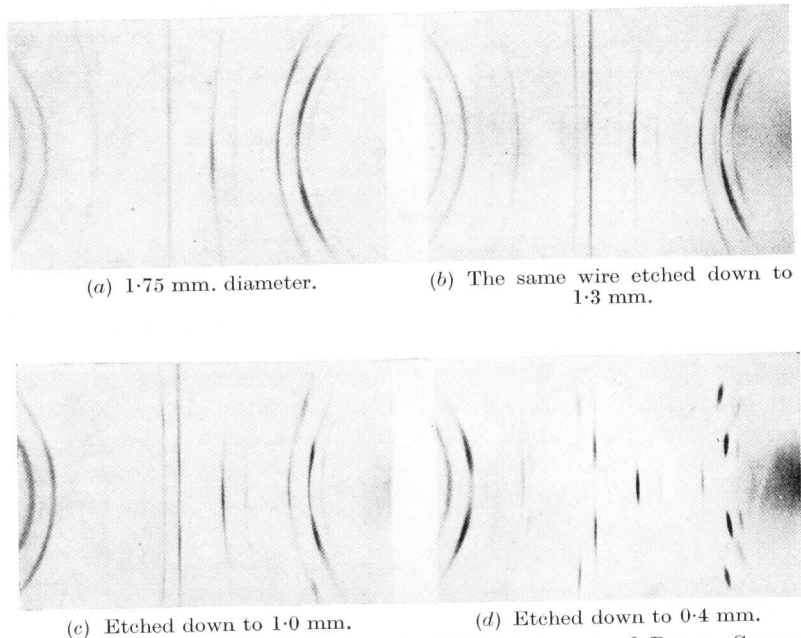 (a) 1·75 mm. diameter.
(b) The same wire etched down to
1·3 mm.
(c) Etched down to 1·0 mm.
(d) Etched down to 0·4 mm.